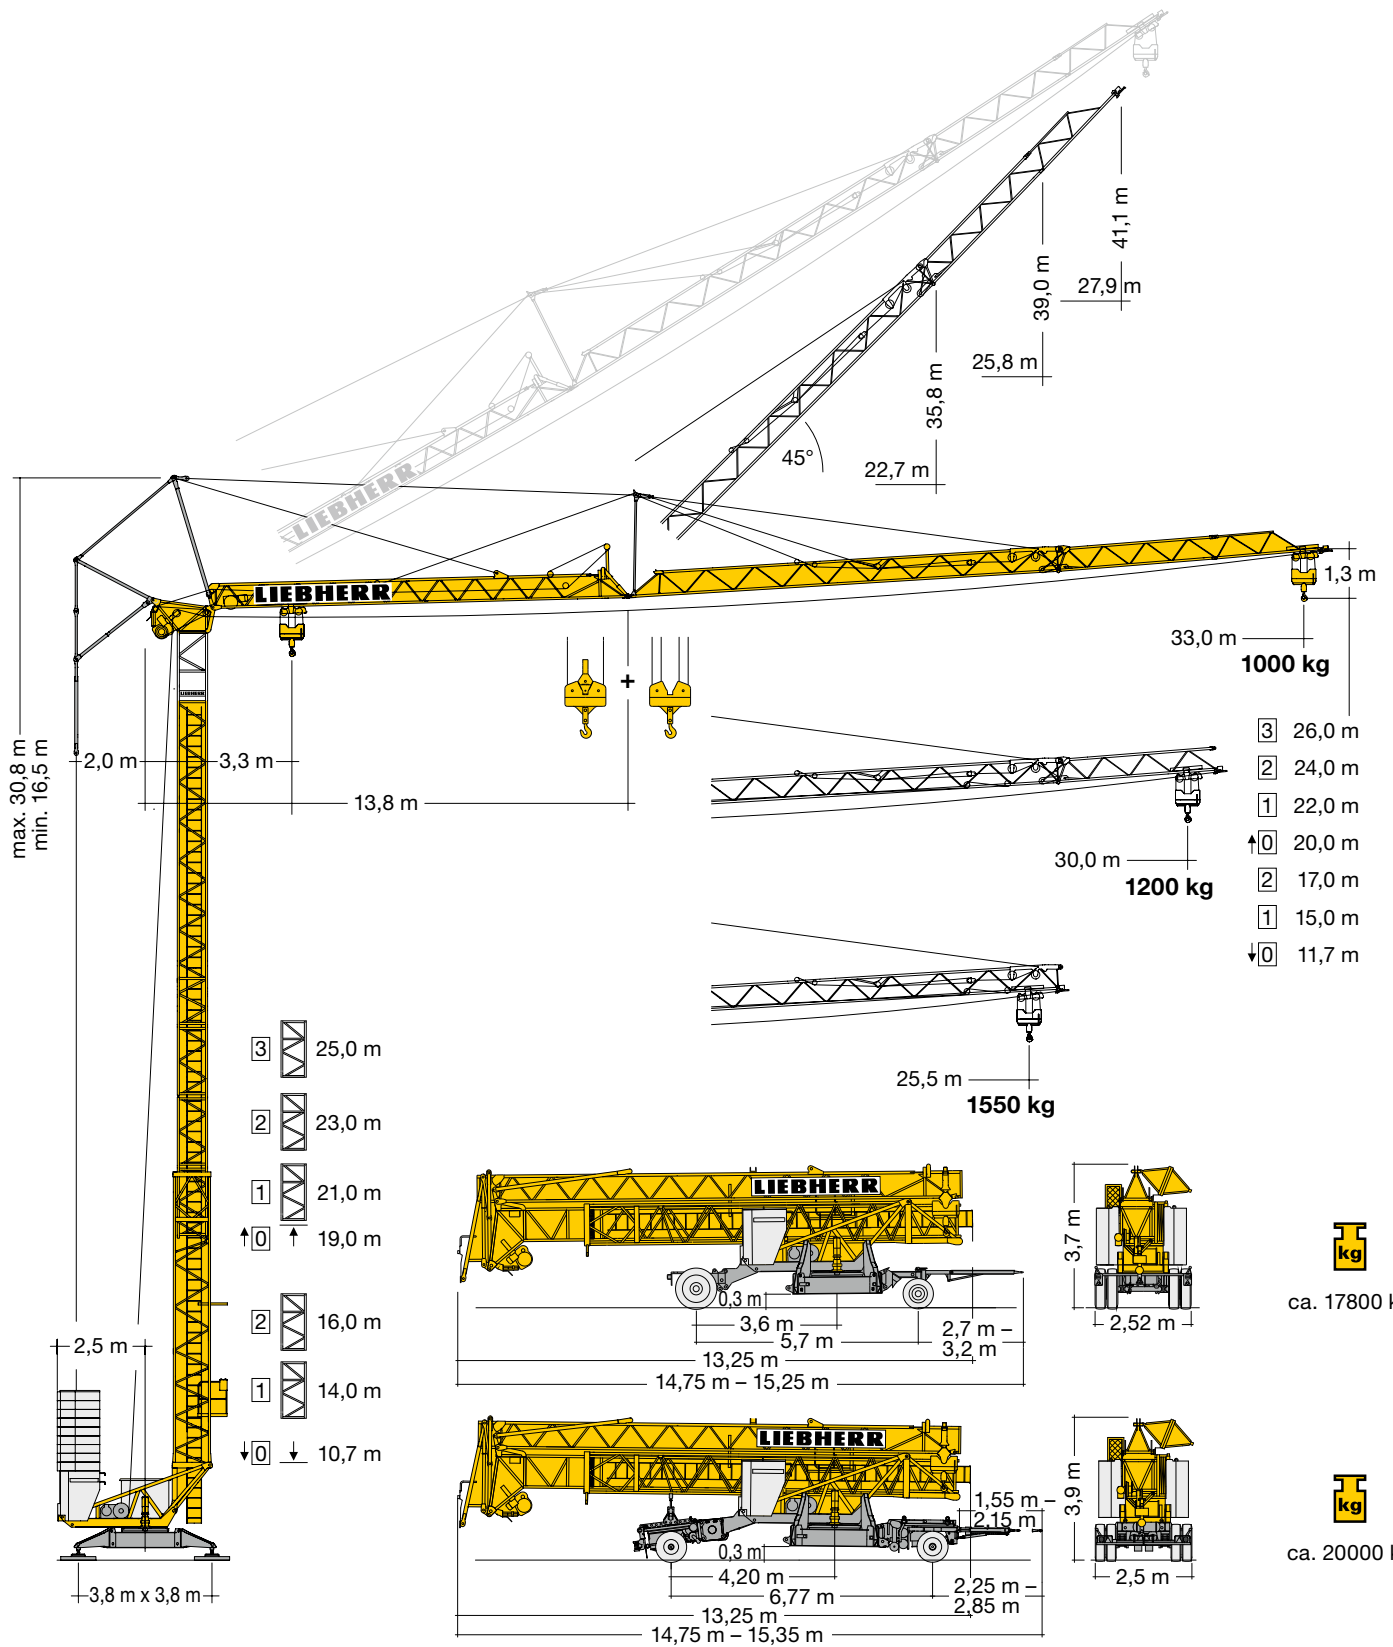 41,1 m
27,9 m
39,0 m
25,8 m
35,8 m
22,7 m
45°
LIEBHERR
LIEBHERR
1,3 m
33,0 m
1000 kg
+
LIEBHERR
max. 30,8 m
min. 16,5 m
2,0 m
3,3 m
13,8 m
3 26,0 m
2 24,0 m
1 22,0 m
↑ 0 20,0 m
2 17,0 m
1 15,0 m
↓ 0 11,7 m
30,0 m
1200 kg
25,5 m
1550 kg
3 25,0 m
2 23,0 m
1 21,0 m
↑ 0 ↑ 19,0 m
2 16,0 m
1 14,0 m
↓ 0 ↓ 10,7 m
2,5 m
3,8 m x 3,8 m
LIEBHERR
0,3 m
3,6 m
5,7 m
2,7 m –
3,2 m
13,25 m
14,75 m – 15,25 m
3,7 m
2,52 m
kg
ca. 17800 k
LIEBHERR
1,55 m –
2,15 m
0,3 m
4,20 m
6,77 m
2,25 m –
2,85 m
13,25 m
14,75 m – 15,35 m
3,9 m
2,5 m
kg
ca. 20000